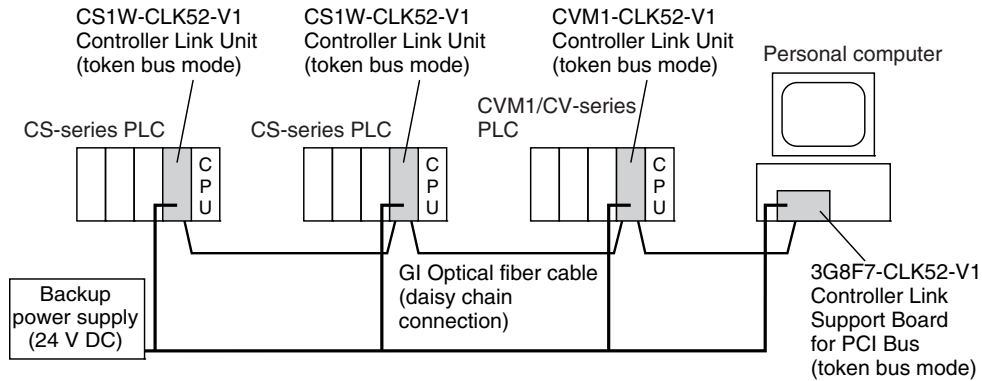 CS1W-CLK52-V1
Controller Link Unit
(token bus mode)
CS1W-CLK52-V1
Controller Link Unit
(token bus mode)
CVM1-CLK52-V1
Controller Link Unit
(token bus mode)
Personal computer
CS-series PLC
CS-series PLC
CVM1/CV-series
PLC
C
P
U
C
P
U
C
P
U
Backup
power supply
(24 V DC)
GI Optical fiber cable
(daisy chain
connection)
3G8F7-CLK52-V1
Controller Link
Support Board
for PCI Bus
(token bus mode)